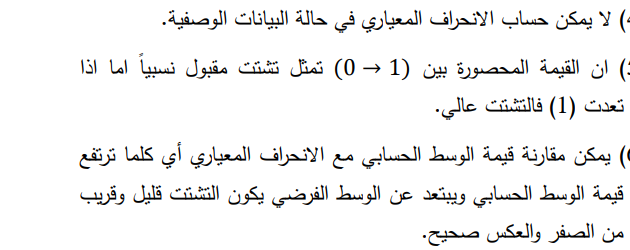 4) لا يمكن حساب الانحراف المعياري في حالة البيانات الوصفية.
) ان القيمة المحصورة بين (1 → 0) تمثل تشتت مقبول نسبياً اما اذا
تعدت (1) فالتشتت عالي.
6) يمكن مقارنة قيمة الوسط الحسابي مع الانحراف المعياري أي كلما ترتفع
قيمة الوسط الحسابي ويبتعد عن الوسط الفرضي يكون التشتت قليل وقريب
من الصفر والعكس صحيح.